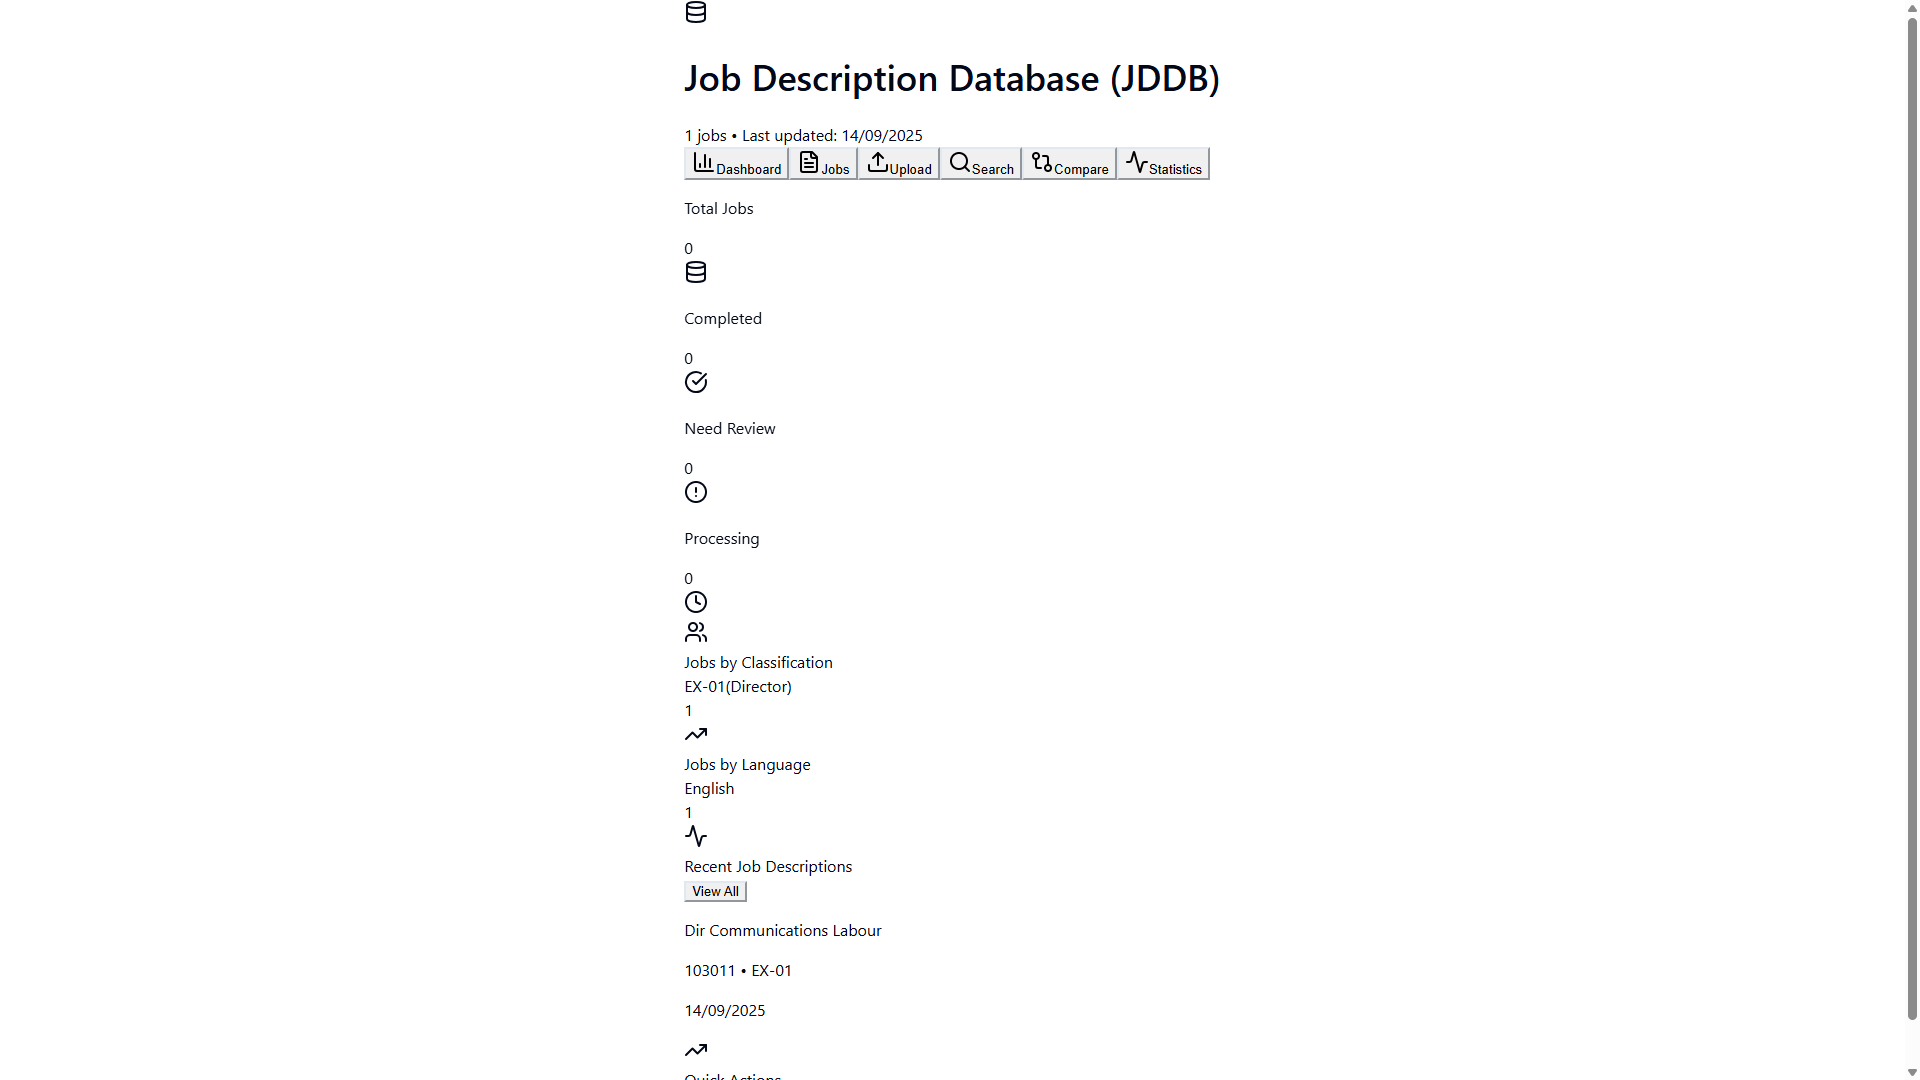 Job Description Database (JDDB)
1 jobs • Last updated: 14/09/2025
Dashboard Jobs Upload Search Compare Statistics
Total Jobs
0
Completed
0
Need Review
0
Processing
0
Jobs by Classification
EX-01(Director)
1
Jobs by Language
English
1
Recent Job Descriptions
View All
Dir Communications Labour
103011 • EX-01
14/09/2025
Quick Actions